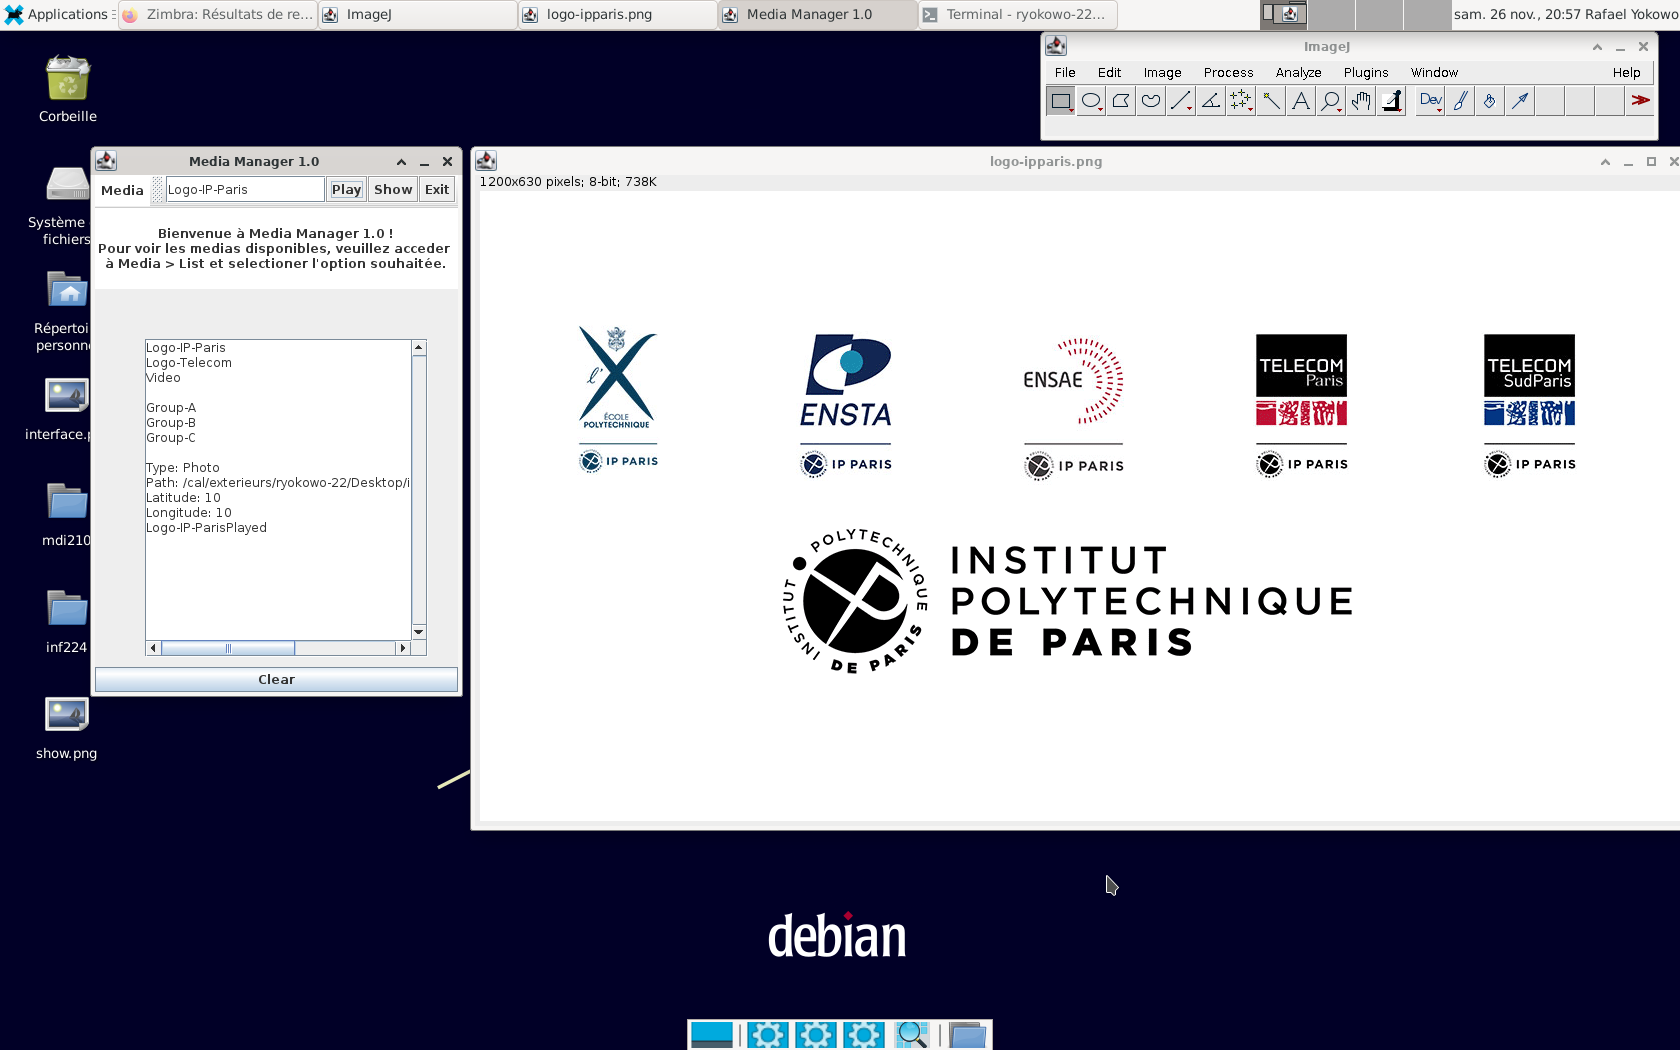 Applications
Zimbra: Résultats de re...
ImageJ
logo-ipparis.png
Media Manager 1.0
Terminal - ryokowo-22...
sam. 26 nov., 20:57 Rafael Yokowo
Corbeille
Système
fichiers
Répertoi
personn
interface.p
mdi210
inf224
show.png
Media Manager 1.0
Media
Logo-IP-Paris
Play
Show
Exit
Bienvenue à Media Manager 1.0 !
Pour voir les medias disponibles, veuillez acceder
à Media > List et selectioner l'option souhaitée.
Logo-IP-Paris
Logo-Telecom
Video
Group-A
Group-B
Group-C
Type: Photo
Path: /cal/exterieurs/ryokowo-22/Desktop/i
Latitude: 10
Longitude: 10
Logo-IP-ParisPlayed
Clear
ImageJ
File Edit Image Process Analyze Plugins Window Help
A
Dev
logo-ipparis.png
1200x630 pixels; 8-bit; 738K
l'X
ÉCOLE
POLYTECHNIQUE
IP PARIS
ENSTA
IP PARIS
ENSAE
IP PARIS
TELECOM
Paris
IP PARIS
TELECOM
SudParis
IP PARIS
INSTITUT POLYTECHNIQUE DE PARIS
INSTITUT
POLYTECHNIQUE
DE PARIS
debian